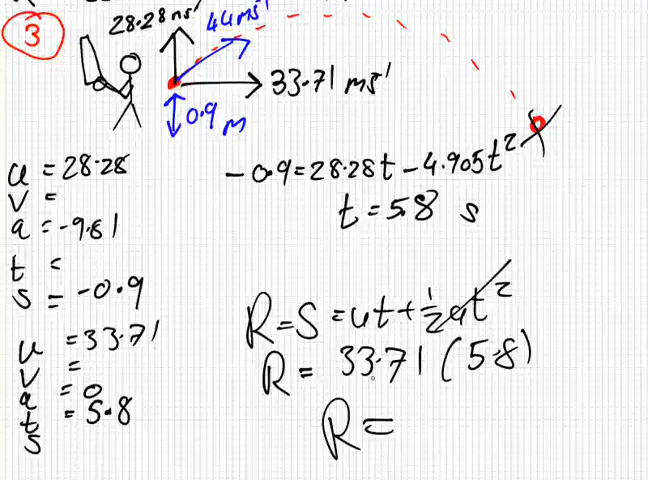 3
28.28 ms⁻¹
44ms⁻¹
33.71 ms⁻¹
0.9 m
u = 28.28
v =
a = -9.81
t =
s = -0.9
-0.9 = 28.28t - 4.905t²
t = 5.8 s
u = 33.71
v =
a = 0
t = 5.8
s
R = S = ut + ½at²
R = 33.71 (5.8)
R =